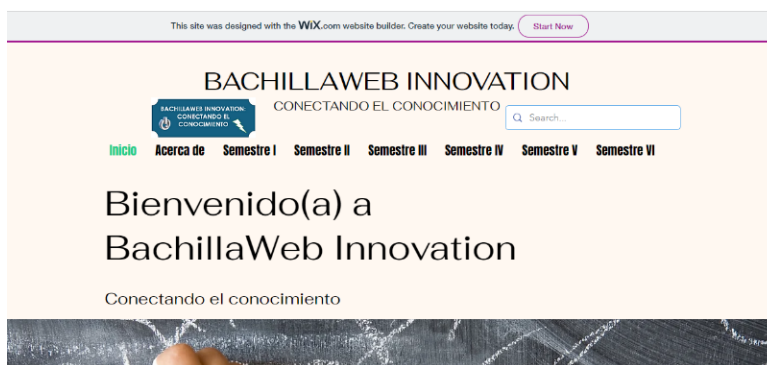 This site was designed with the WiX.com website builder. Create your website today. Start Now
BACHILLAWEB INNOVATION
CONECTANDO EL CONOCIMIENTO
BACHILLAWEB INNOVATION:
CONECTANDO EL
CONOCIMIENTO
Search...
Inicio Acerca de Semestre I Semestre II Semestre III Semestre IV Semestre V Semestre VI
Bienvenido(a) a
BachillaWeb Innovation
Conectando el conocimiento